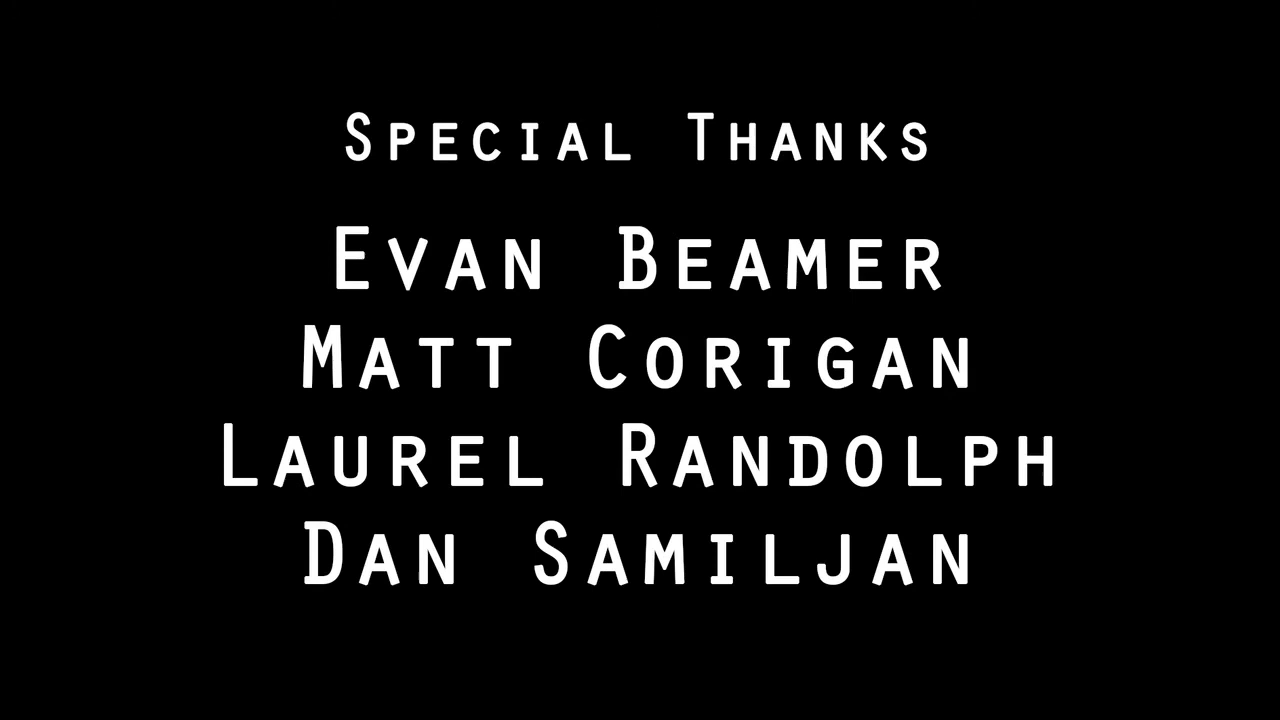 Special Thanks
Evan Beamer
Matt Corigan
Laurel Randolph
Dan Samiljan